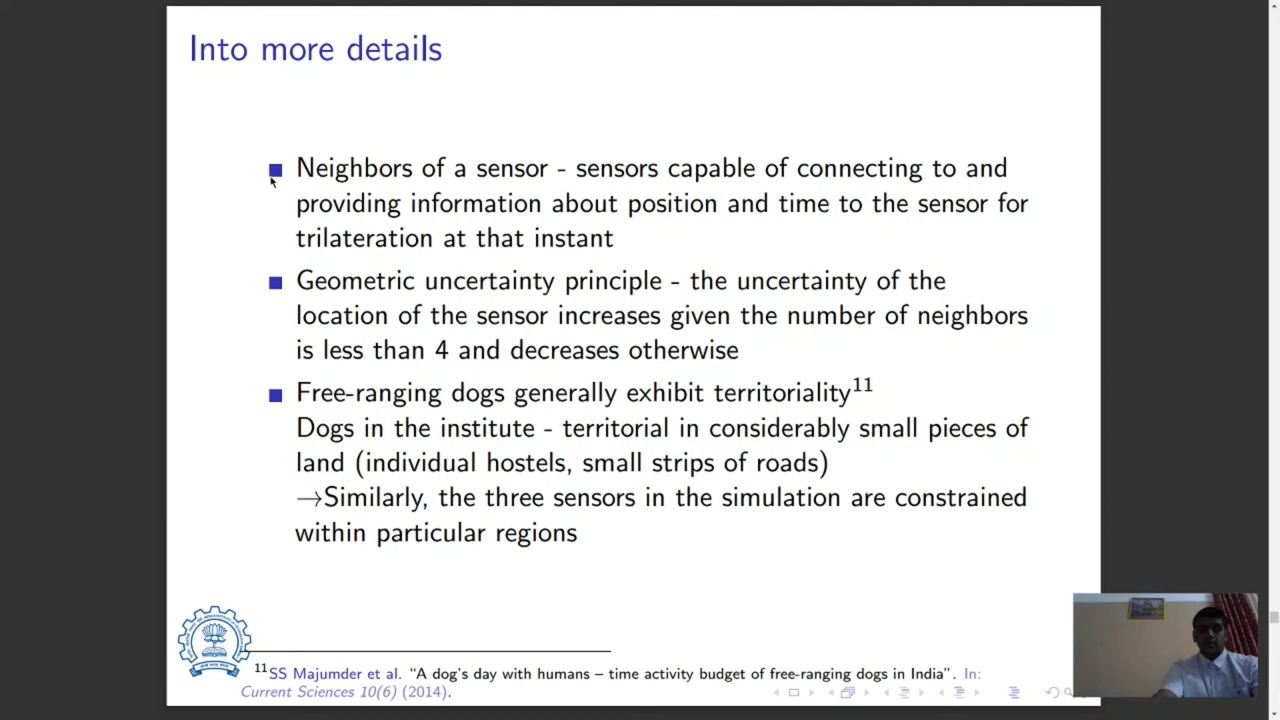 Into more details
Neighbors of a sensor - sensors capable of connecting to and
providing information about position and time to the sensor for
trilateration at that instant
Geometric uncertainty principle - the uncertainty of the
location of the sensor increases given the number of neighbors
is less than 4 and decreases otherwise
Free-ranging dogs generally exhibit territoriality11
Dogs in the institute - territorial in considerably small pieces of
land (individual hostels, small strips of roads)
→Similarly, the three sensors in the simulation are constrained
within particular regions
11SS Majumder et al. “A dog’s day with humans – time activity budget of free-ranging dogs in India”. In:
Current Sciences 10(6) (2014).